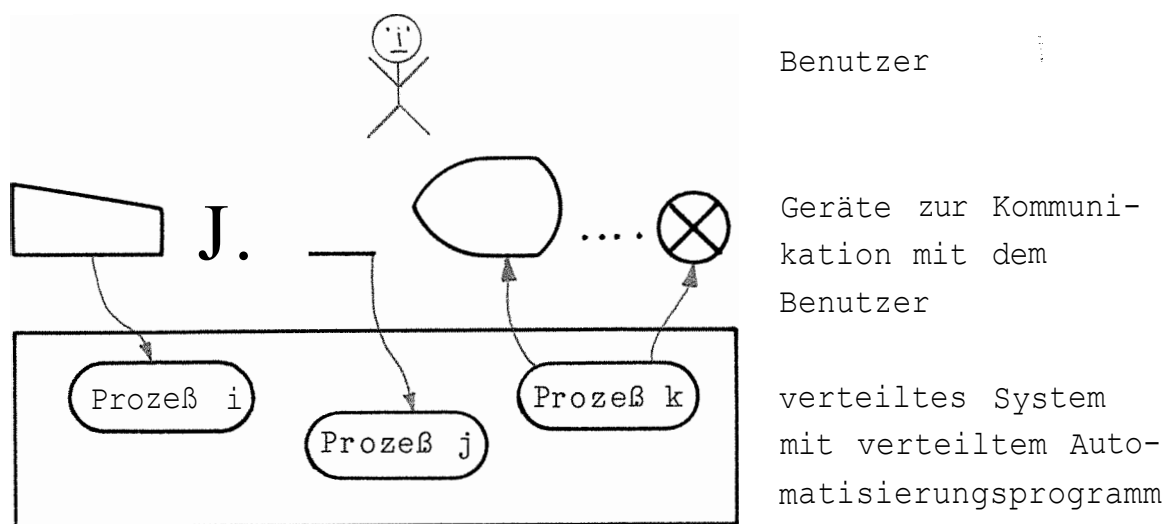 Benutzer
Geräte zur Kommuni-
kation mit dem
Benutzer
J.
....
Prozeß i
Prozeß k
Prozeß j
verteiltes System
mit verteiltem Auto-
matisierungsprogramm